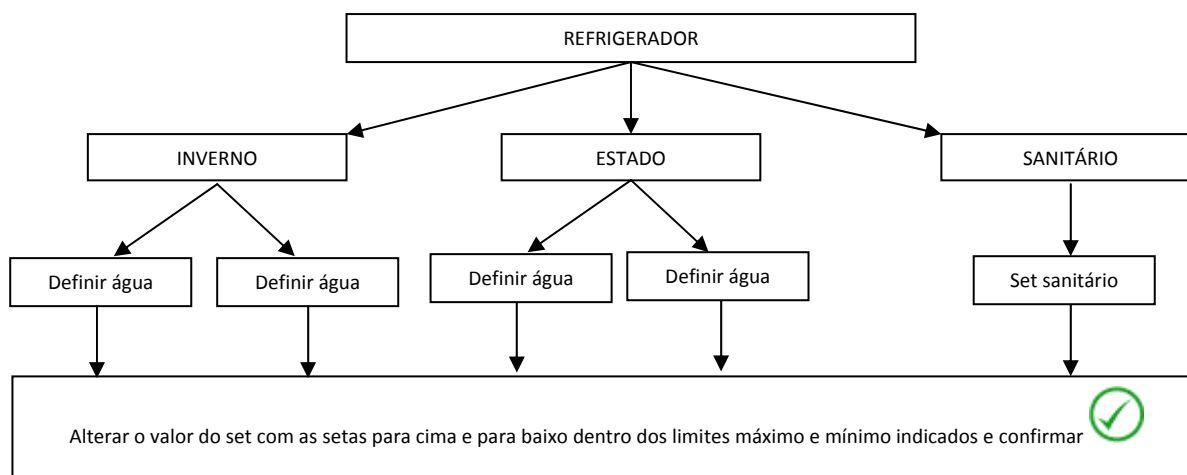 REFRIGERADOR
INVERNO
ESTADO
SANITÁRIO
Definir água
Definir água
Definir água
Definir água
Set sanitário
Alterar o valor do set com as setas para cima e para baixo dentro dos limites máximo e mínimo indicados e confirmar